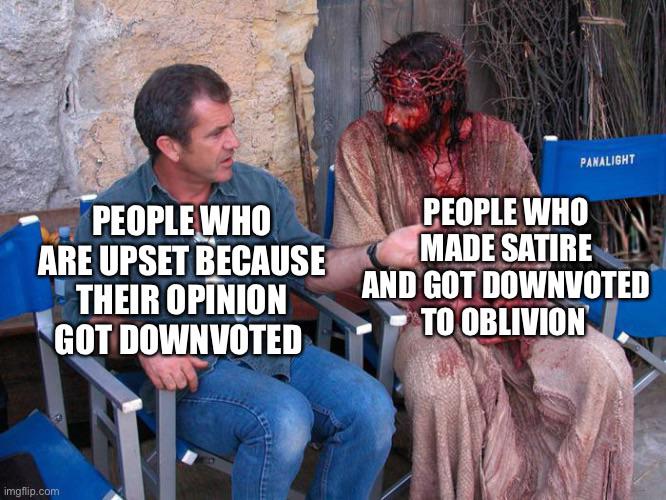 PEOPLE WHO
ARE UPSET BECAUSE
THEIR OPINION
GOT DOWNVOTED
PEOPLE WHO
MADE SATIRE
AND GOT DOWNVOTED
TO OBLIVION
PANALIGHT
imgflip.com